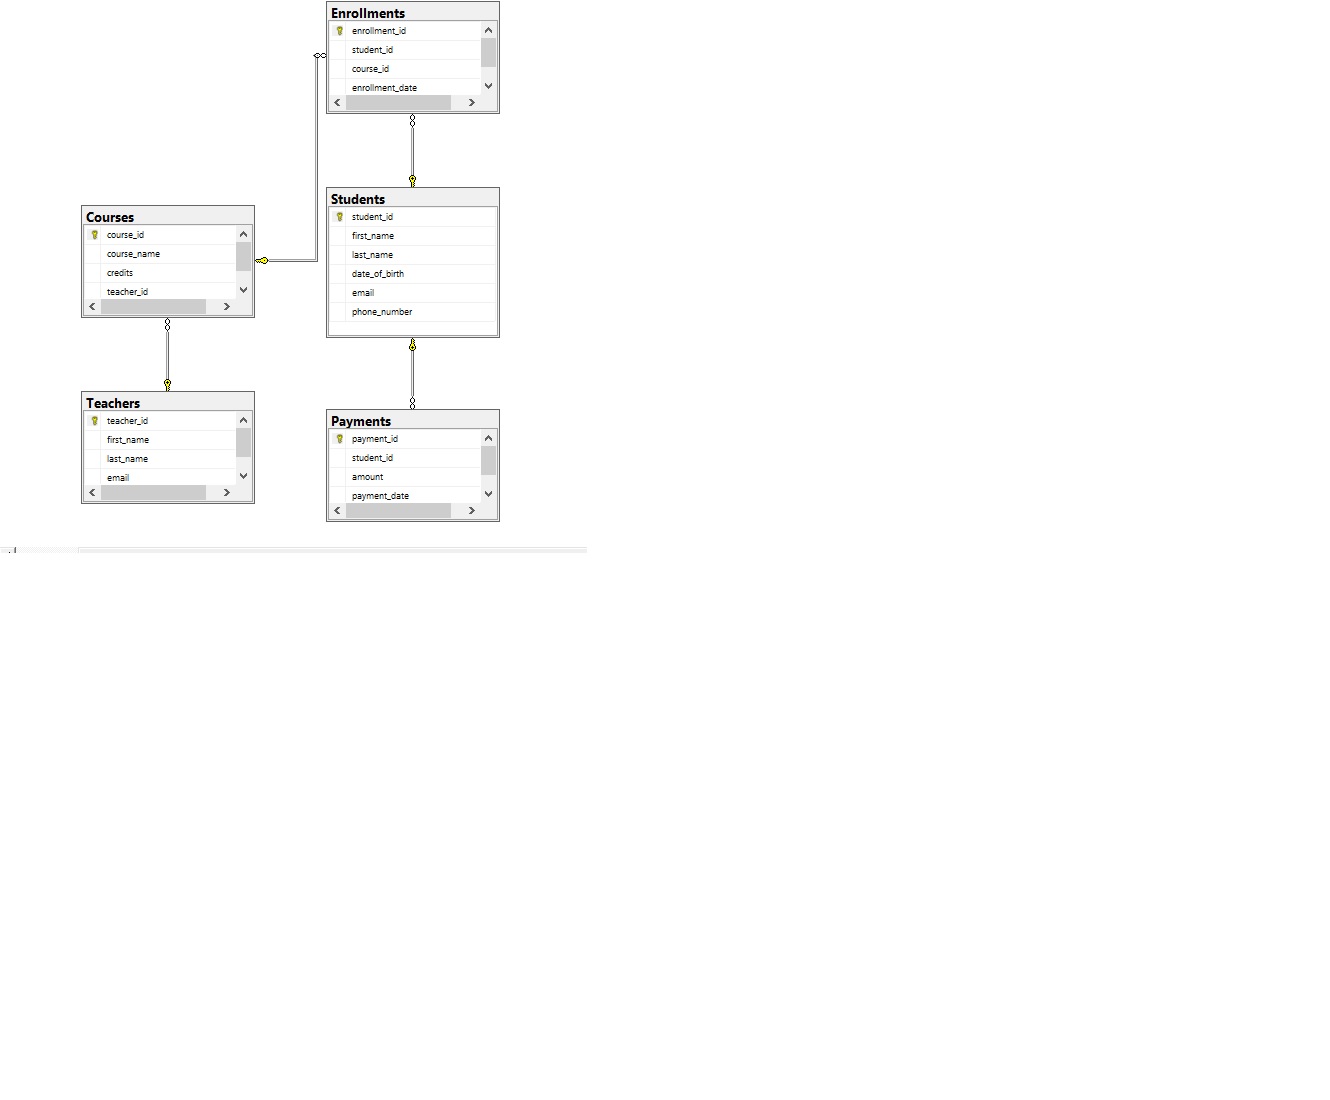 Enrollments
enrollment_id
student_id
course_id
enrollment_date
Students
student_id
first_name
last_name
date_of_birth
email
phone_number
Courses
course_id
course_name
credits
teacher_id
Teachers
teacher_id
first_name
last_name
email
Payments
payment_id
student_id
amount
payment_date